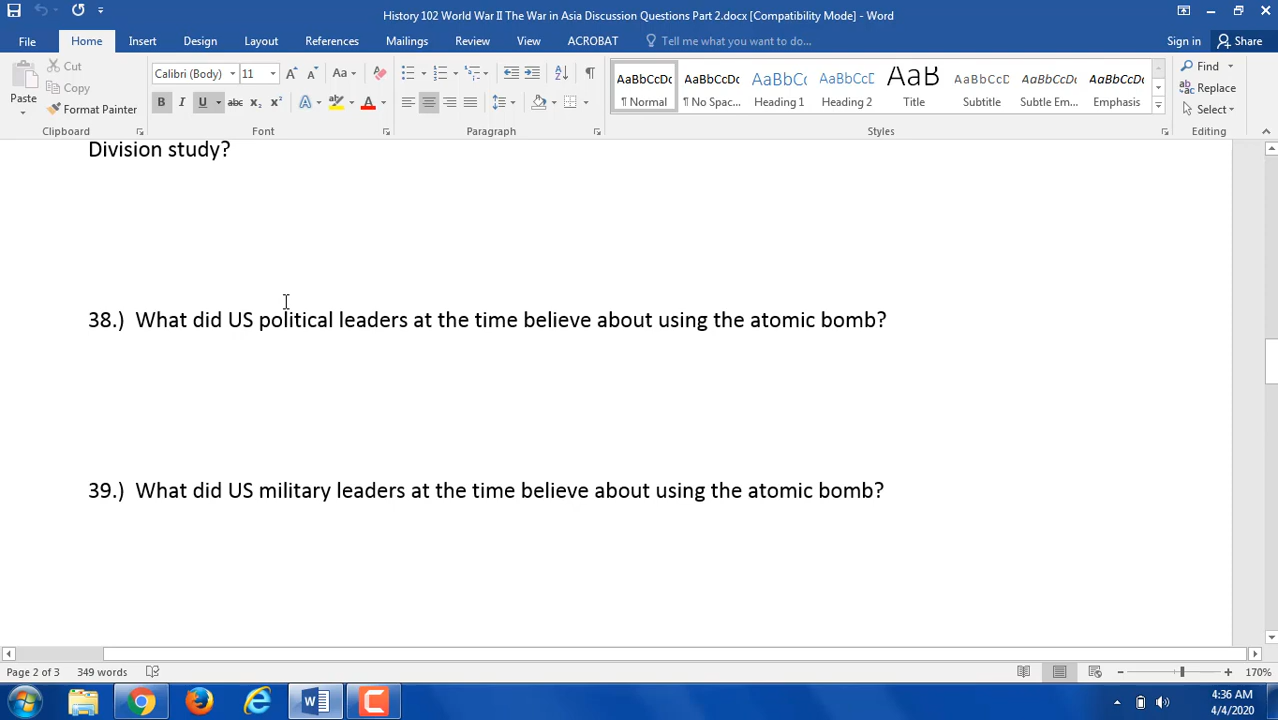 History 102 World War II The War in Asia Discussion Questions Part 2.docx [Compatibility Mode] - Word
File Home Insert Design Layout References Mailings Review View ACROBAT Tell me what you want to do... Sign in Share
Paste
Cut
Copy
Format Painter
Clipboard
Calibri (Body) 11 Aa
B I U abc x₂ x² A A
Font
Paragraph
AaBbCcDc AaBbCcDc AaBbCc AaBbCcC AaB AaBbCcD AaBbCcDc AaBbCcDc
¶ Normal ¶ No Spac... Heading 1 Heading 2 Title Subtitle Subtle Em... Emphasis
Styles
Find
Replace
Select
Editing
Division study?
38.) What did US political leaders at the time believe about using the atomic bomb?
39.) What did US military leaders at the time believe about using the atomic bomb?
Page 2 of 3 349 words 170%
4:36 AM
4/4/2020